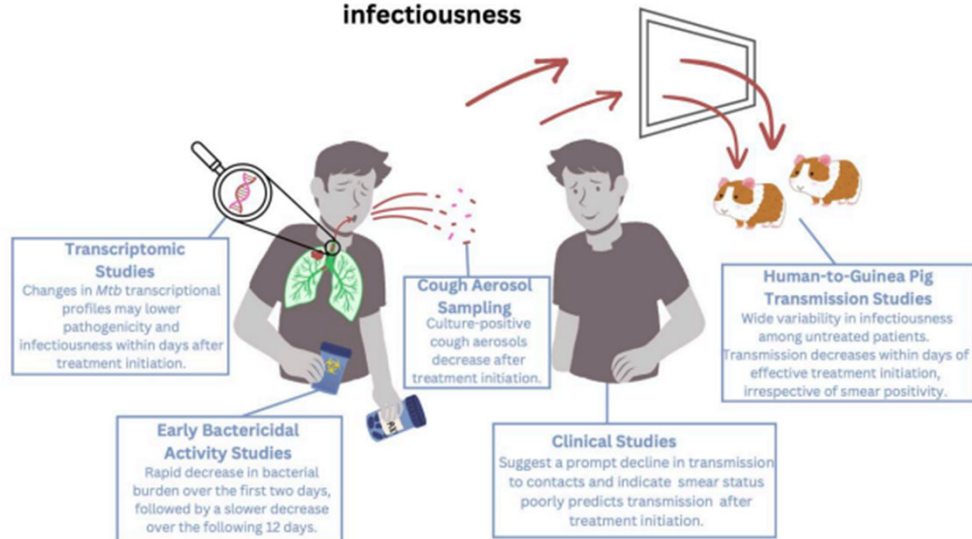 infectiousness
Transcriptomic
Studies
Changes in Mtb transcriptional
profiles may lower
pathogenicity and
infectiousness within days after
treatment initiation.
Cough Aerosol
Sampling
Culture-positive
cough aerosols
decrease after
treatment initiation.
Human-to-Guinea Pig
Transmission Studies
Wide variability in infectiousness
among untreated patients.
Transmission decreases within days of
effective treatment initiation,
irrespective of smear positivity.
Early Bactericidal
Activity Studies
Rapid decrease in bacterial
burden over the first two days,
followed by a slower decrease
over the following 12 days.
Clinical Studies
Suggest a prompt decline in transmission
to contacts and indicate smear status
poorly predicts transmission after
treatment initiation.